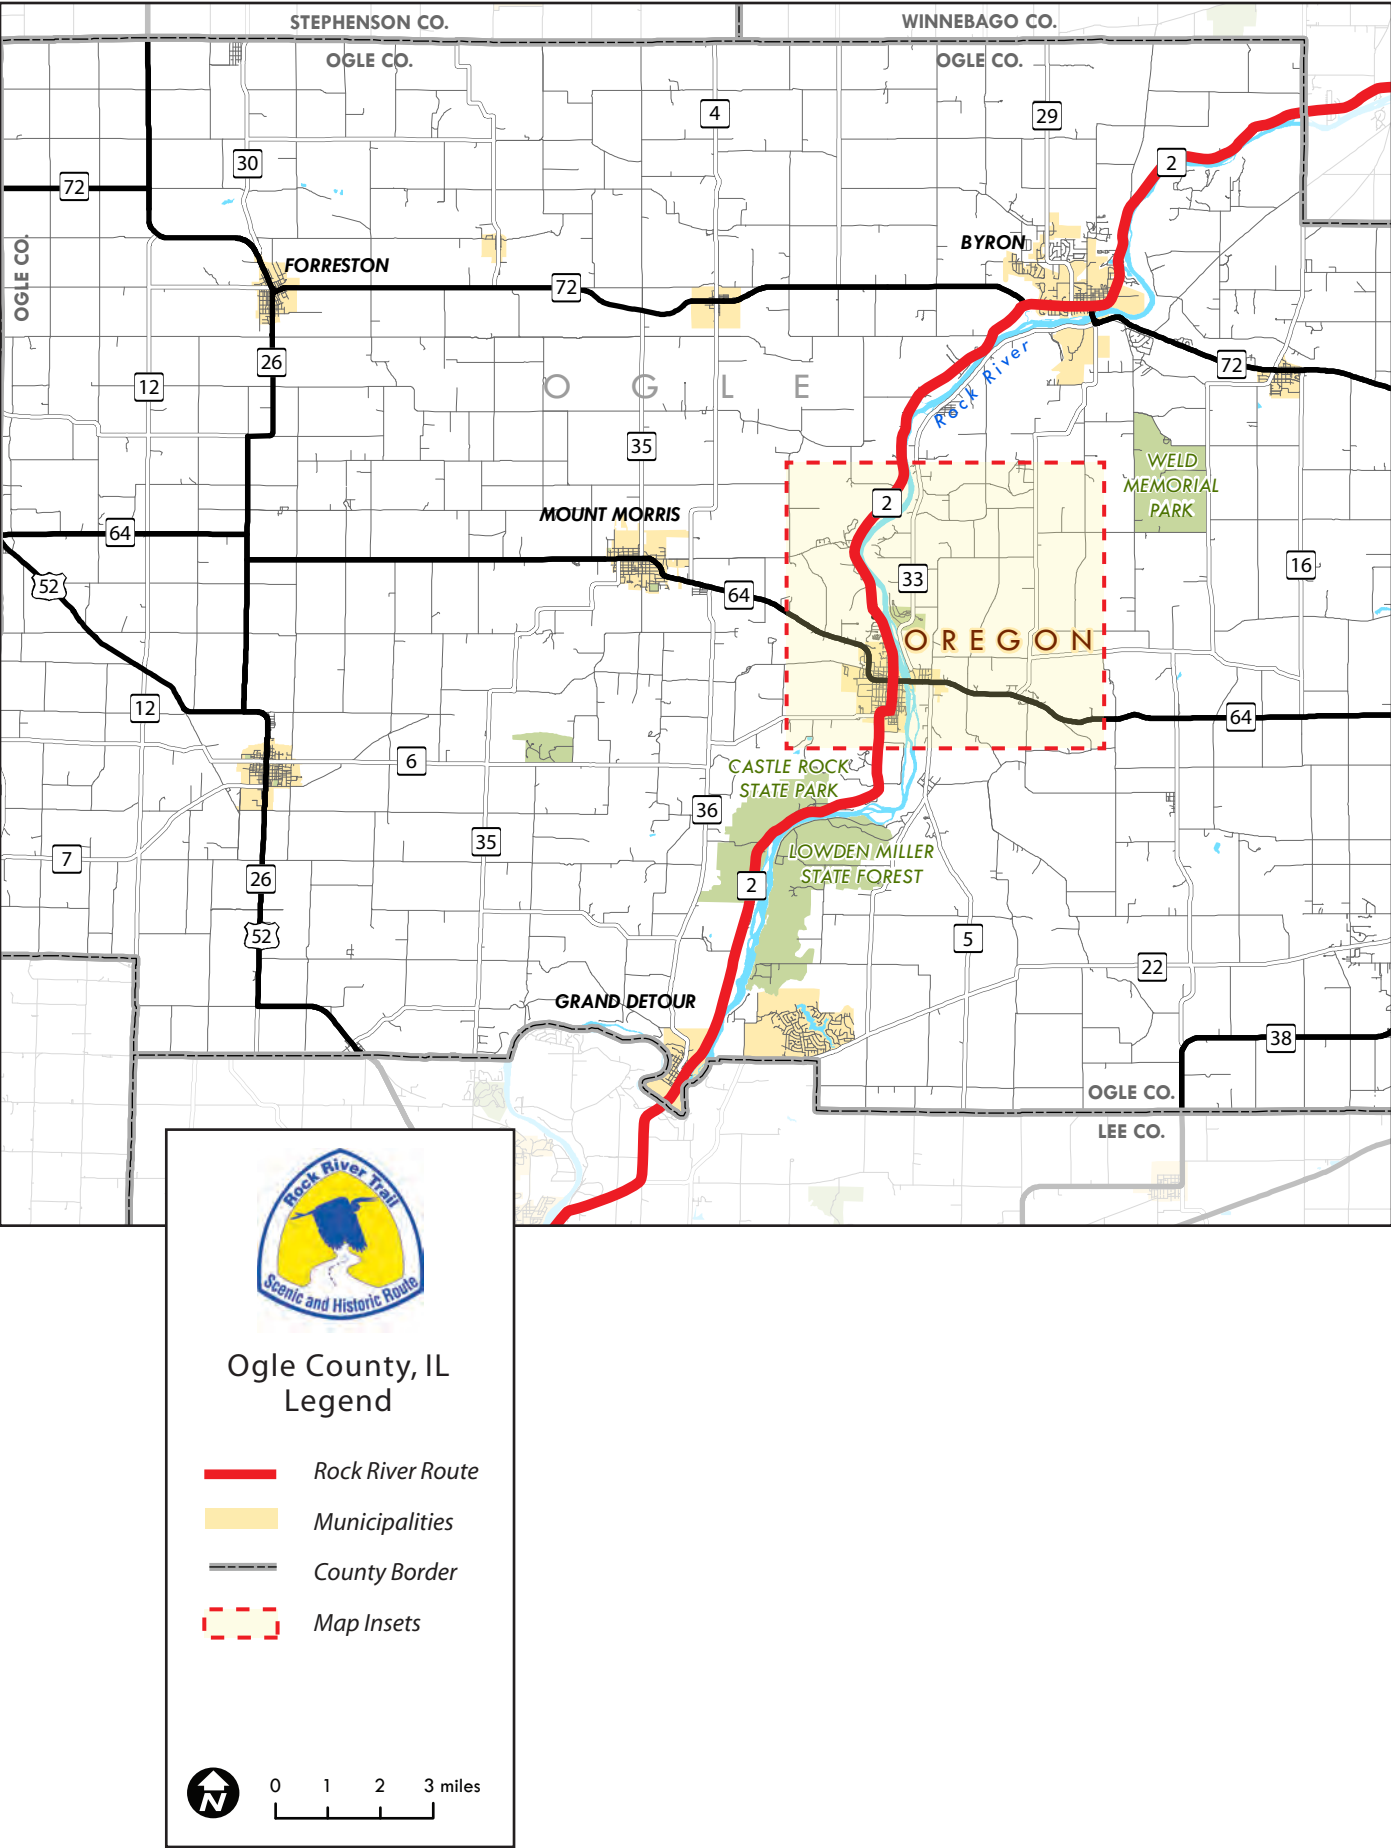 STEPHENSON CO.
WINNEBAGO CO.
OGLE CO.
OGLE CO.
4
29
30
2
72
OGLE CO.
BYRON
FORRESTON
72
26
12
72
Rock River
O G L E
35
WELD
MEMORIAL
PARK
2
MOUNT MORRIS
64
52
33
16
64
OREGON
12
64
6
CASTLE ROCK
STATE PARK
36
35
7
LOWDEN MILLER
STATE FOREST
26
2
52
5
22
GRAND DETOUR
38
OGLE CO.
LEE CO.
Rock River Trail
Scenic and Historic Route
Ogle County, IL
Legend
Rock River Route
Municipalities
County Border
Map Insets
N
0 1 2 3 miles